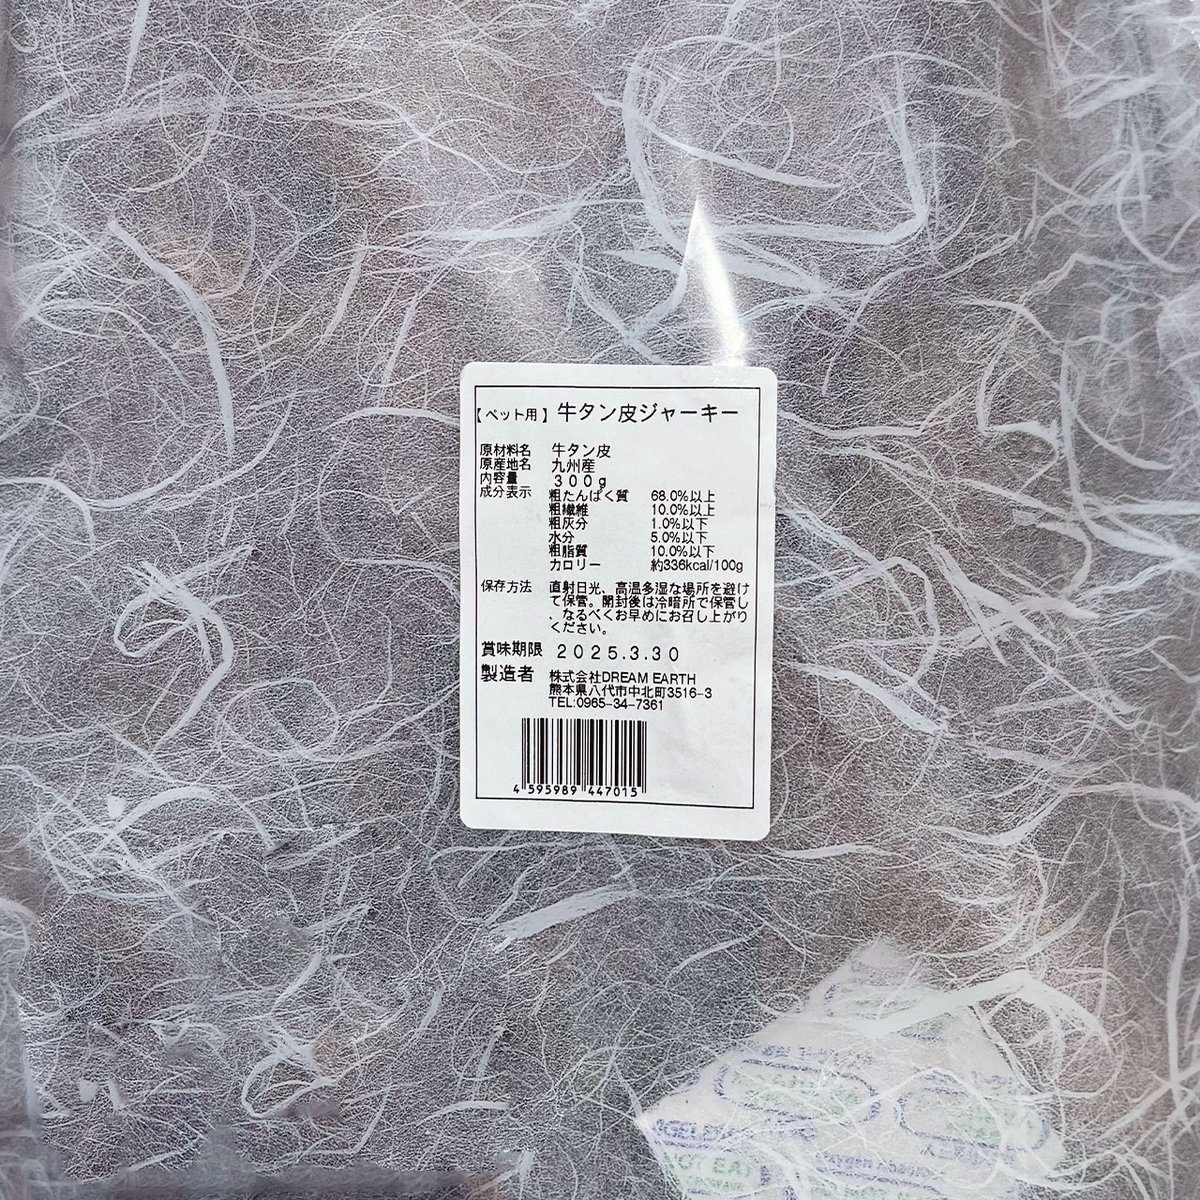 【ペット用】牛タン皮ジャーキー
原材料名 牛タン皮
原産地名 九州産
内容量 300g
成分表示 粗たんぱく質 68.0%以上
粗繊維 10.0%以上
粗灰分 1.0%以下
水分 5.0%以下
粗脂質 10.0%以下
カロリー 約336kcal/100g
保存方法 直射日光、高温多湿な場所を避け
て保管。開封後は冷暗所で保管し
、なるべくお早めにお召し上がり
ください。
賞味期限 2025.3.30
製造者 株式会社DREAM EARTH
熊本県八代市中北町3516-3
TEL:0965-34-7361
4 595989 447015